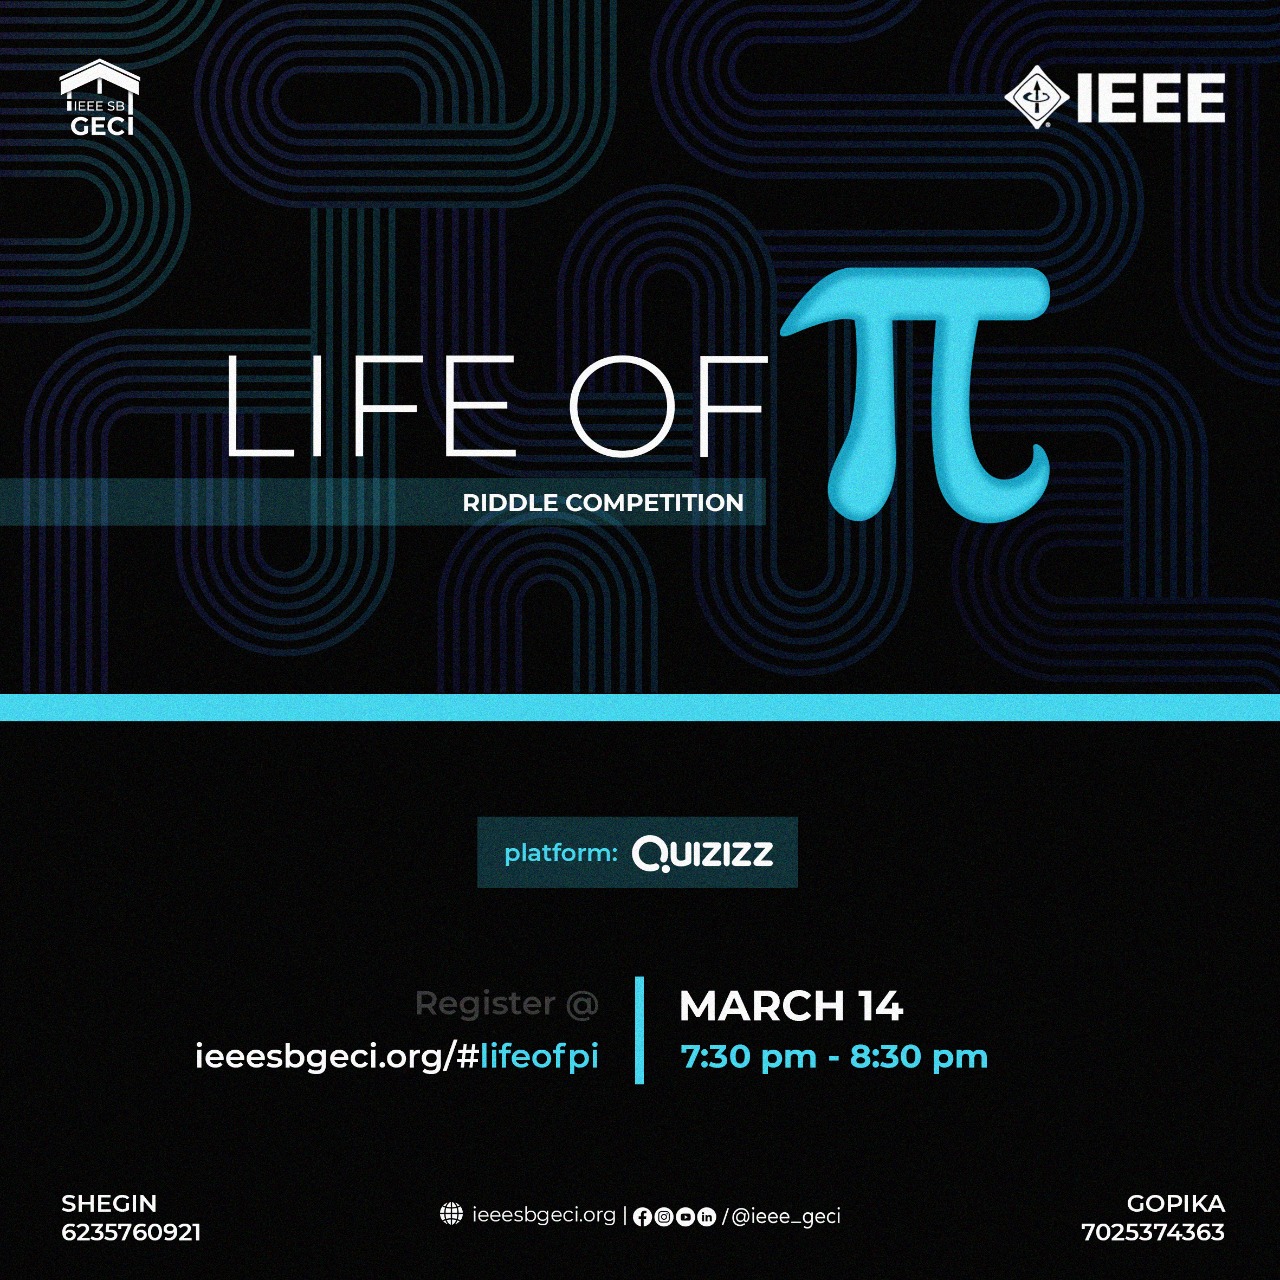 IEEE SB
GECI
IEEE
LIFE OF π
RIDDLE COMPETITION
platform: QUIZIZZ
Register @
ieeesbgeci.org/#lifeofpi
MARCH 14
7:30 pm - 8:30 pm
SHEGIN
6235760921
ieeesbgeci.org | /@ieee_geci
GOPIKA
7025374363